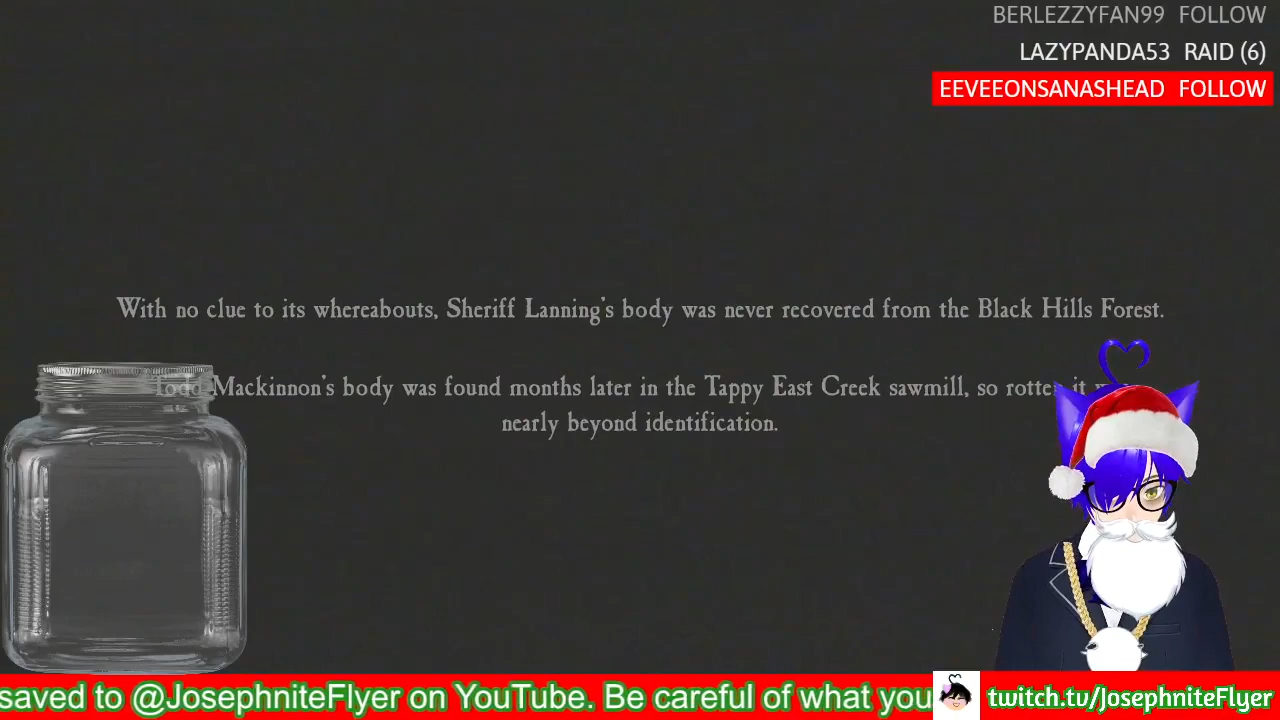 BERLEZZYFAN99 FOLLOW
LAZYPANDA53 RAID (6)
EEVEEONSANASHEAD FOLLOW
With no clue to its whereabouts, Sheriff Lanning's body was never recovered from the Black Hills Forest.
Todd Mackinnon's body was found months later in the Tappy East Creek sawmill, so rotten it
nearly beyond identification.
saved to @JosephniteFlyer on YouTube. Be careful of what you
twitch.tv/JosephniteFlyer